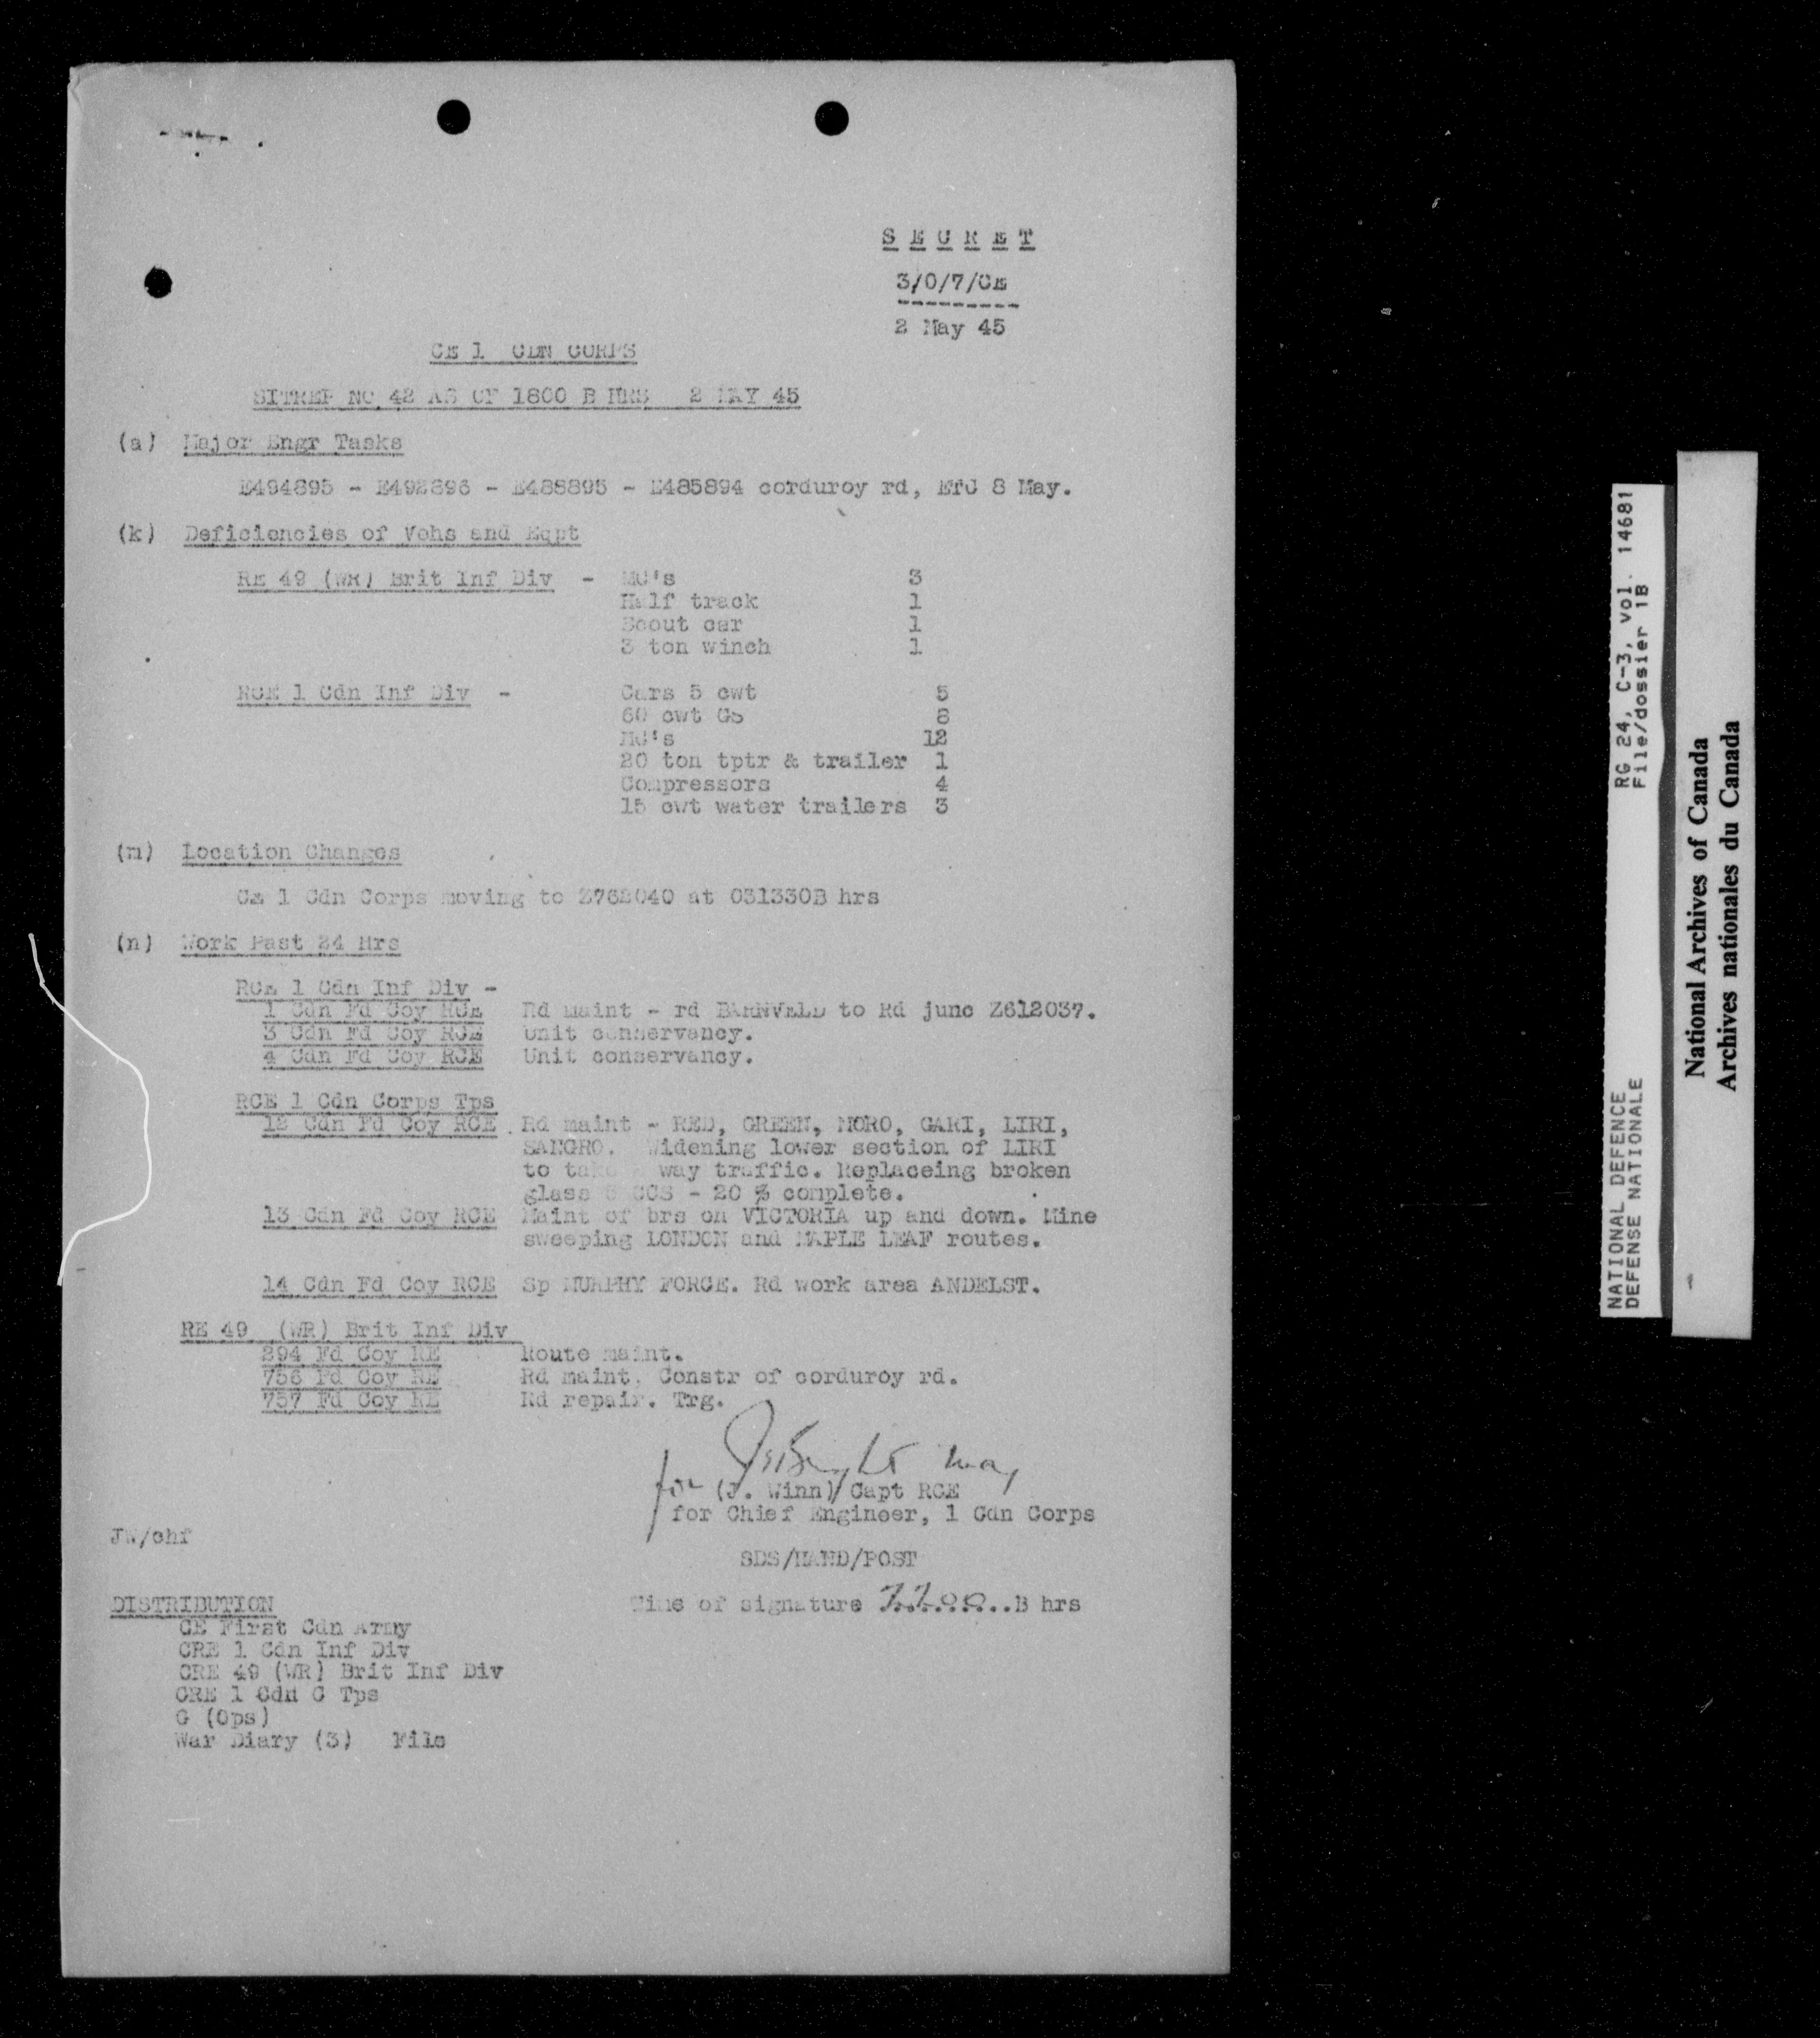 S E C R E T
3/0/7/CE
2 May 45
CE 1 CDN CORPS
SITREP NO 42 AS OF 1800 B HRS 2 MAY 45
(a) Major Engr Tasks
E494895 - E492896 - E488895 - E485894 corduroy rd, ETC 8 May.
(k) Deficiencies of Vehs and Eqpt
RE 49 (WR) Brit Inf Div - MC's 3
Half track 1
Scout car 1
3 ton winch 1
RCE 1 Cdn Inf Div - Cars 5 cwt 5
60 cwt GS 8
MC's 12
20 ton tptr & trailer 1
Compressors 4
15 cwt water trailers 3
(m) Location Changes
CE 1 Cdn Corps moving to Z762040 at 031330B hrs
(n) Work Past 24 Hrs
RCE 1 Cdn Inf Div -
1 Cdn Fd Coy RCE Rd maint - rd BARNVELD to Rd junc Z612037.
3 Cdn Fd Coy RCE Unit conservancy.
4 Cdn Fd Coy RCE Unit conservancy.
RCE 1 Cdn Corps Tps
12 Cdn Fd Coy RCE Rd maint - RED, GREEN, MORO, GARI, LIRI,
SANGRO. Widening lower section of LIRI
to take way traffic. Replaceing broken
glass CCS - 20 % complete.
13 Cdn Fd Coy RCE Maint of brs on VICTORIA up and down. Mine
sweeping LONDON and MAPLE LEAF routes.
14 Cdn Fd Coy RCE Sp MURPHY FORCE. Rd work area ANDELST.
RE 49 (WR) Brit Inf Div
294 Fd Coy RE Route maint.
756 Fd Coy RE Rd maint. Constr of corduroy rd.
757 Fd Coy RE Rd repair. Trg.
for (J. Winn) Capt RCE
for Chief Engineer, 1 Cdn Corps
JW/chf
SDS/HAND/POST
DISTRIBUTION
Time of signature ...B hrs
CE First Cdn Army
CRE 1 Cdn Inf Div
CRE 49 (WR) Brit Inf Div
CRE 1 Cdn C Tps
G (Ops)
War Diary (3) File
NATIONAL DEFENCE RG 24, C-3, vol. 14681
DEFENSE NATIONALE File/dossier 1B
National Archives of Canada
Archives nationales du Canada